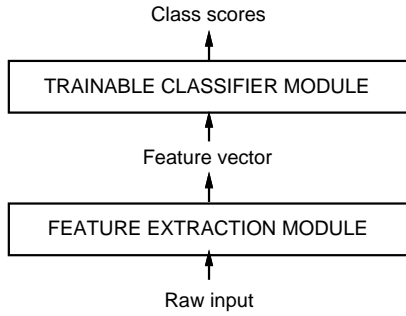 Class scores
TRAINABLE CLASSIFIER MODULE
Feature vector
FEATURE EXTRACTION MODULE
Raw input